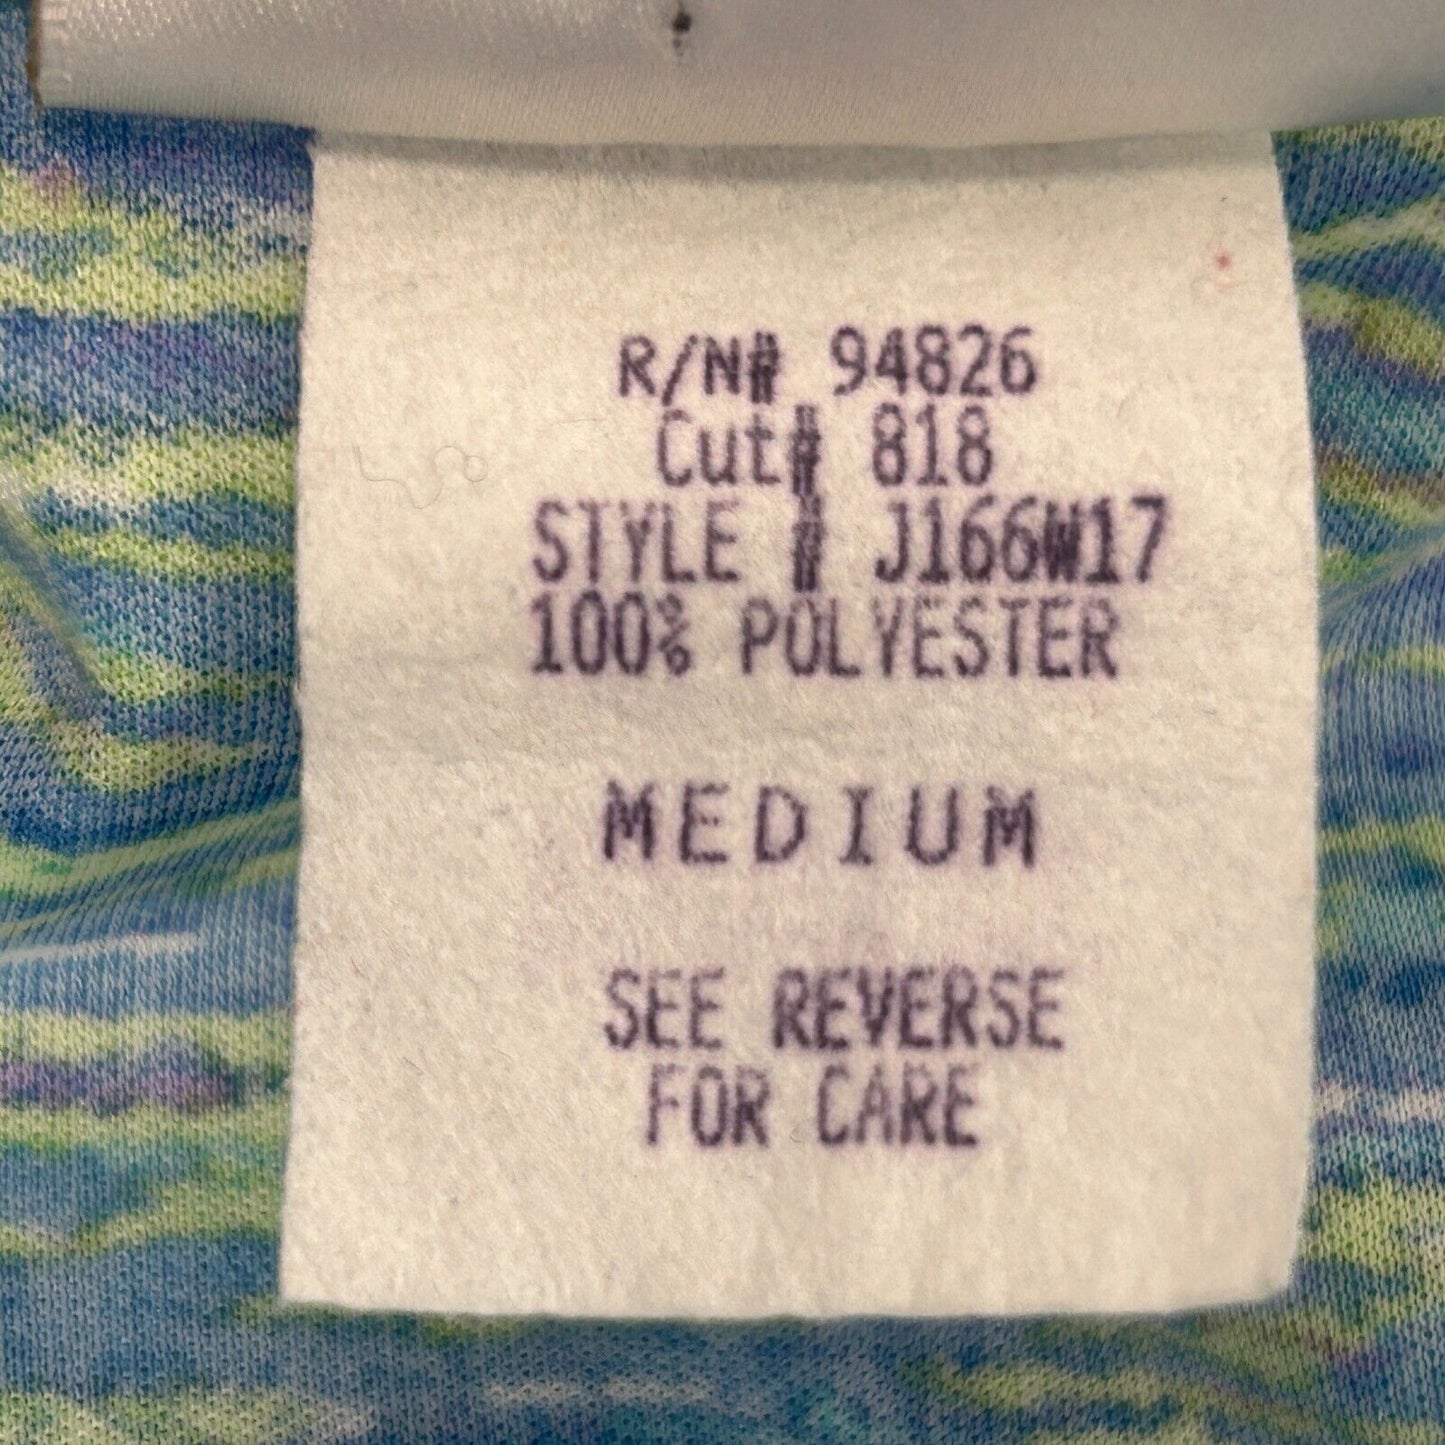 R/N# 94826
Cut# 818
STYLE # J166W17
100% POLYESTER
MEDIUM
SEE REVERSE
FOR CARE